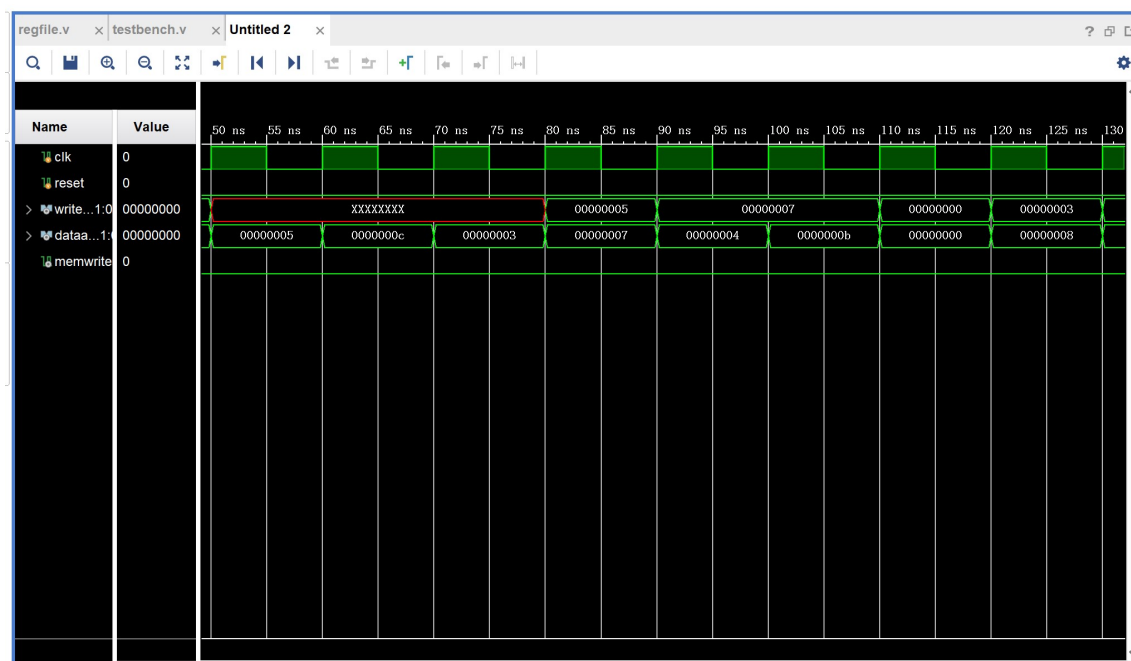 regfile.v × testbench.v × Untitled 2 × ?
Name Value 50 ns 55 ns 60 ns 65 ns 70 ns 75 ns 80 ns 85 ns 90 ns 95 ns 100 ns 105 ns 110 ns 115 ns 120 ns 125 ns 130
clk 0
reset 0
> write...1:0 00000000 XXXXXXXX 00000005 00000007 00000000 00000003
> dataa...1:( 00000000 00000005 0000000c 00000003 00000007 00000004 0000000b 00000000 00000008
memwrite 0